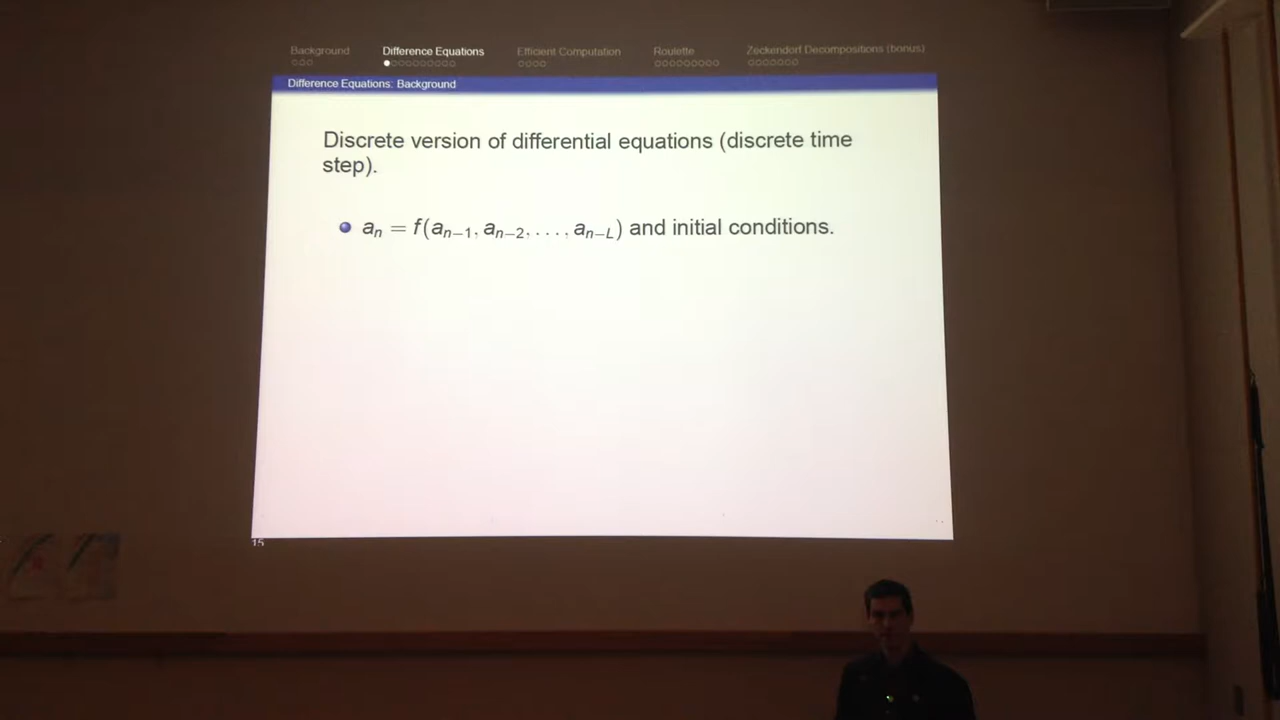 Background Difference Equations Efficient Computation Roulette Zeckendorf Decompositions (bonus)
Difference Equations: Background
Discrete version of differential equations (discrete time
step).
aₙ = f(aₙ₋₁, aₙ₋₂, . . . , aₙ₋L) and initial conditions.
15